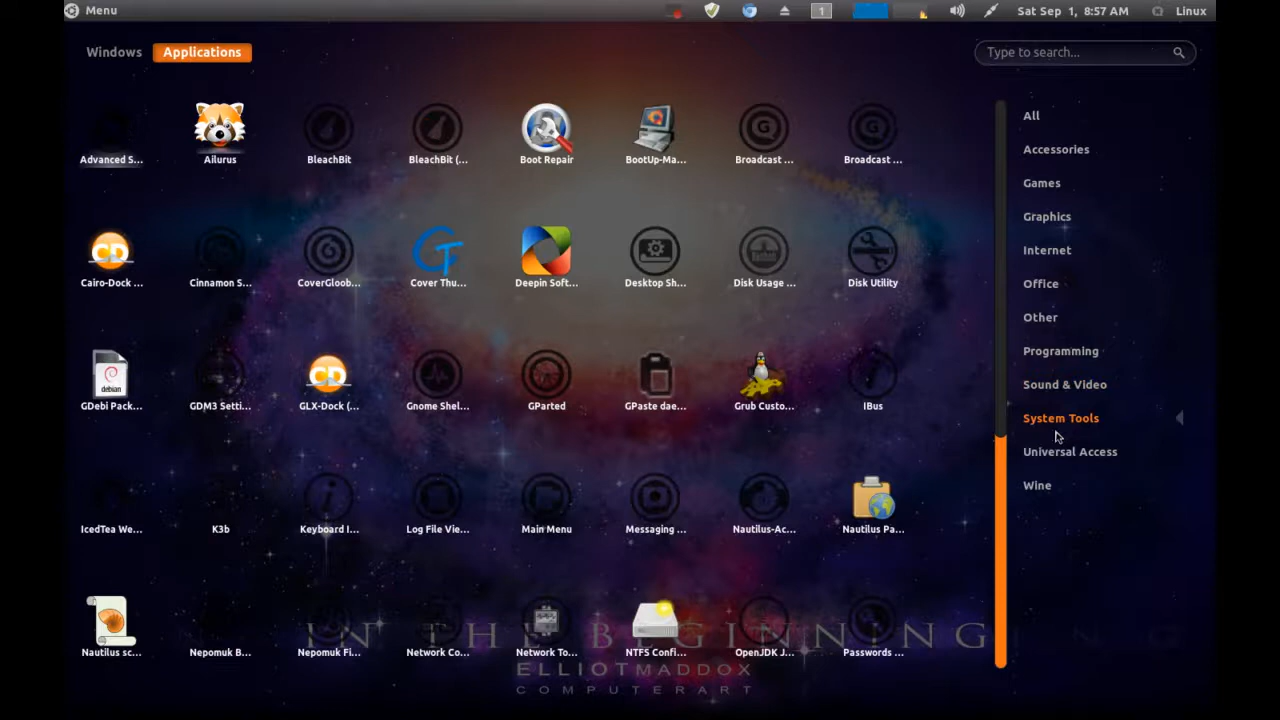 Menu
1
Sat Sep 1, 8:57 AM
Linux
Windows
Applications
Type to search...
Advanced S...
Ailurus
BleachBit
BleachBit (...
Boot Repair
BootUp-Ma...
Broadcast ...
Broadcast ...
Cairo-Dock ...
Cinnamon S...
CoverGloob...
Cover Thu...
Deepin Soft...
Desktop Sh...
Disk Usage ...
Disk Utility
GDebi Pack...
GDM3 Setti...
GLX-Dock (...
Gnome Shel...
GParted
GPaste dae...
Grub Custo...
IBus
IcedTea We...
K3b
Keyboard I...
Log File Vie...
Main Menu
Messaging ...
Nautilus-Ac...
Nautilus Pa...
Nautilus sc...
Nepomuk B...
Nepomuk Fi...
Network Co...
Network To...
NTFS Confi...
OpenJDK J...
Passwords ...
All
Accessories
Games
Graphics
Internet
Office
Other
Programming
Sound & Video
System Tools
Universal Access
Wine
CD
CD
debian
IN THE BEGINNING
ELLIOTMADDOX
COMPUTERART